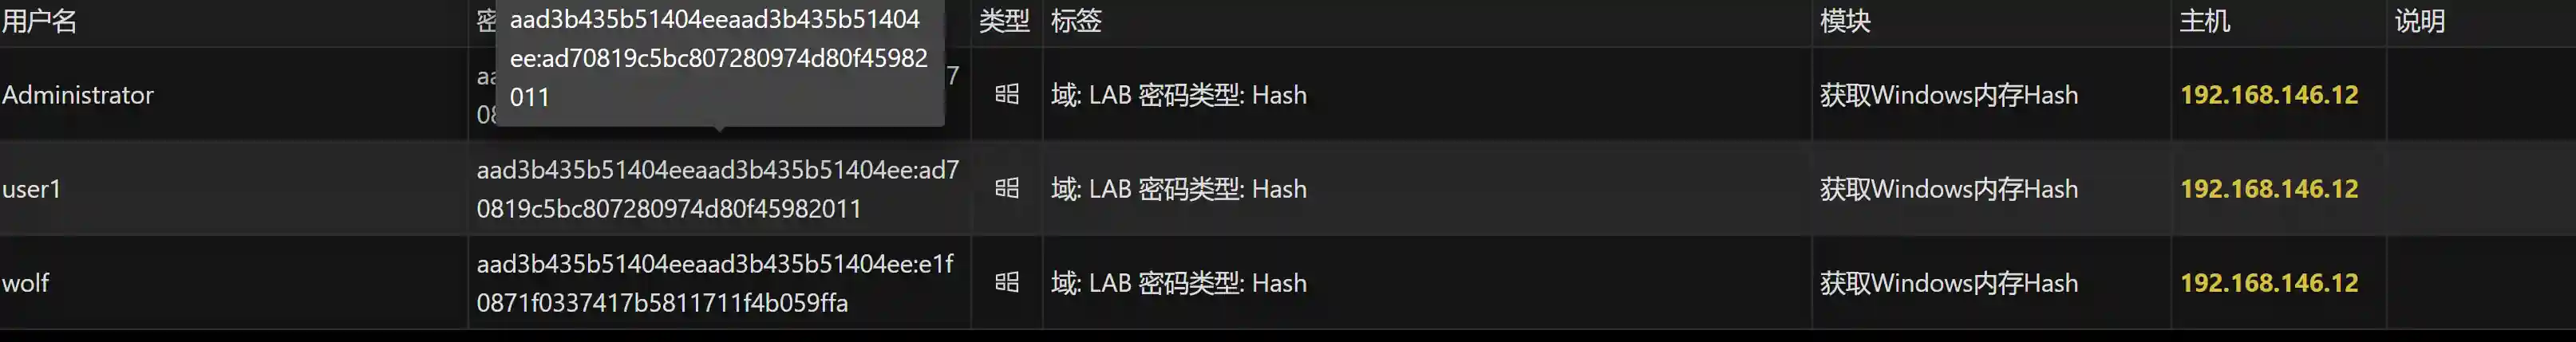 用户名 密 类型 标签 模块 主机 说明
aad3b435b51404eeaad3b435b51404
ee:ad70819c5bc807280974d80f45982
011
Administrator aa 7 域: LAB 密码类型: Hash 获取Windows内存Hash 192.168.146.12
08
user1 aad3b435b51404eeaad3b435b51404ee:ad7 域: LAB 密码类型: Hash 获取Windows内存Hash 192.168.146.12
0819c5bc807280974d80f45982011
wolf aad3b435b51404eeaad3b435b51404ee:e1f 域: LAB 密码类型: Hash 获取Windows内存Hash 192.168.146.12
0871f0337417b5811711f4b059ffa